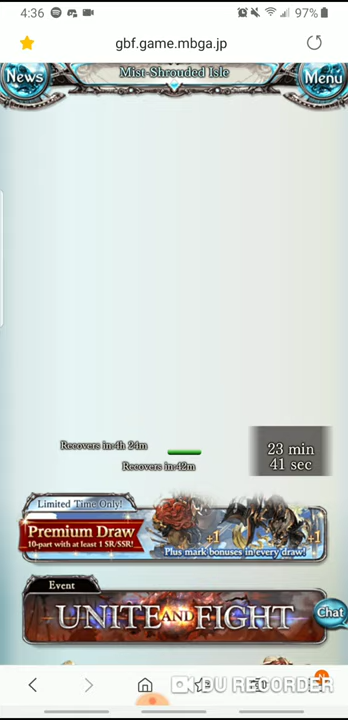 4:36
97%
gbf.game.mbga.jp
News
Mist-Shrouded Isle
Menu
Recovers in:4h 24m
Recovers in:42m
23 min
41 sec
Limited Time Only!
Premium Draw
10-part with at least 1 SR/SSR!
+1
+1
Plus mark bonuses in every draw!
Event
UNITE AND FIGHT
Chat
DU RECORDER